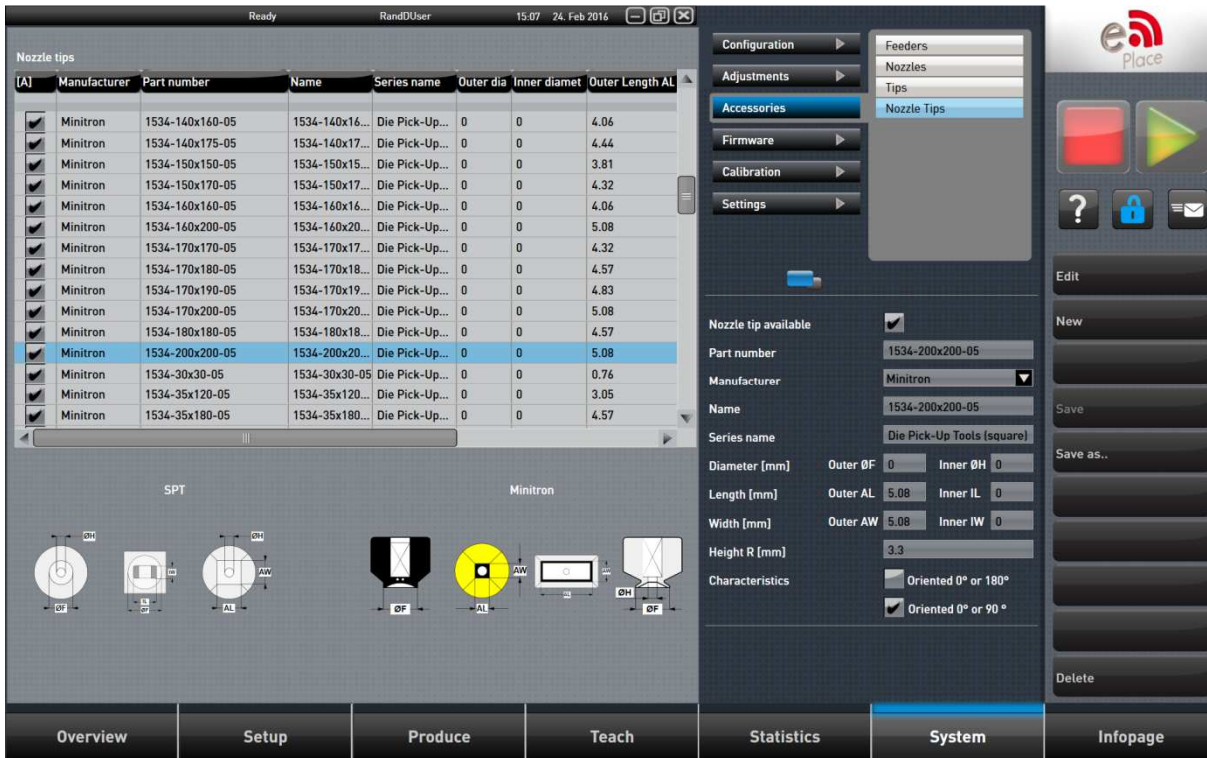 Ready RandDUser 15:07 24. Feb 2016
Nozzle tips
[A] Manufacturer Part number Name Series name Outer dia Inner diamet Outer Length AL
Minitron 1534-140x160-05 1534-140x16... Die Pick-Up... 0 0 4.06
Minitron 1534-140x175-05 1534-140x17... Die Pick-Up... 0 0 4.44
Minitron 1534-150x150-05 1534-150x15... Die Pick-Up... 0 0 3.81
Minitron 1534-150x170-05 1534-150x17... Die Pick-Up... 0 0 4.32
Minitron 1534-160x160-05 1534-160x16... Die Pick-Up... 0 0 4.06
Minitron 1534-160x200-05 1534-160x20... Die Pick-Up... 0 0 5.08
Minitron 1534-170x170-05 1534-170x17... Die Pick-Up... 0 0 4.32
Minitron 1534-170x180-05 1534-170x18... Die Pick-Up... 0 0 4.57
Minitron 1534-170x190-05 1534-170x19... Die Pick-Up... 0 0 4.83
Minitron 1534-170x200-05 1534-170x20... Die Pick-Up... 0 0 5.08
Minitron 1534-180x180-05 1534-180x18... Die Pick-Up... 0 0 4.57
Minitron 1534-200x200-05 1534-200x20... Die Pick-Up... 0 0 5.08
Minitron 1534-30x30-05 1534-30x30-05 Die Pick-Up... 0 0 0.76
Minitron 1534-35x120-05 1534-35x120... Die Pick-Up... 0 0 3.05
Minitron 1534-35x180-05 1534-35x180... Die Pick-Up... 0 0 4.57
SPT Minitron
ØH ØH
AW AW
ØH
ØF ØF AL ØF AL AL ØF
Configuration
Adjustments
Accessories
Firmware
Calibration
Settings
Feeders
Nozzles
Tips
Nozzle Tips
Nozzle tip available
Part number 1534-200x200-05
Manufacturer Minitron
Name 1534-200x200-05
Series name Die Pick-Up Tools (square)
Diameter [mm] Outer ØF 0 Inner ØH 0
Length [mm] Outer AL 5.08 Inner IL 0
Width [mm] Outer AW 5.08 Inner IW 0
Height R [mm] 3.3
Characteristics Oriented 0° or 180°
Oriented 0° or 90 °
e
Place
?
Edit
New
Save
Save as..
Delete
Overview Setup Produce Teach Statistics System Infopage